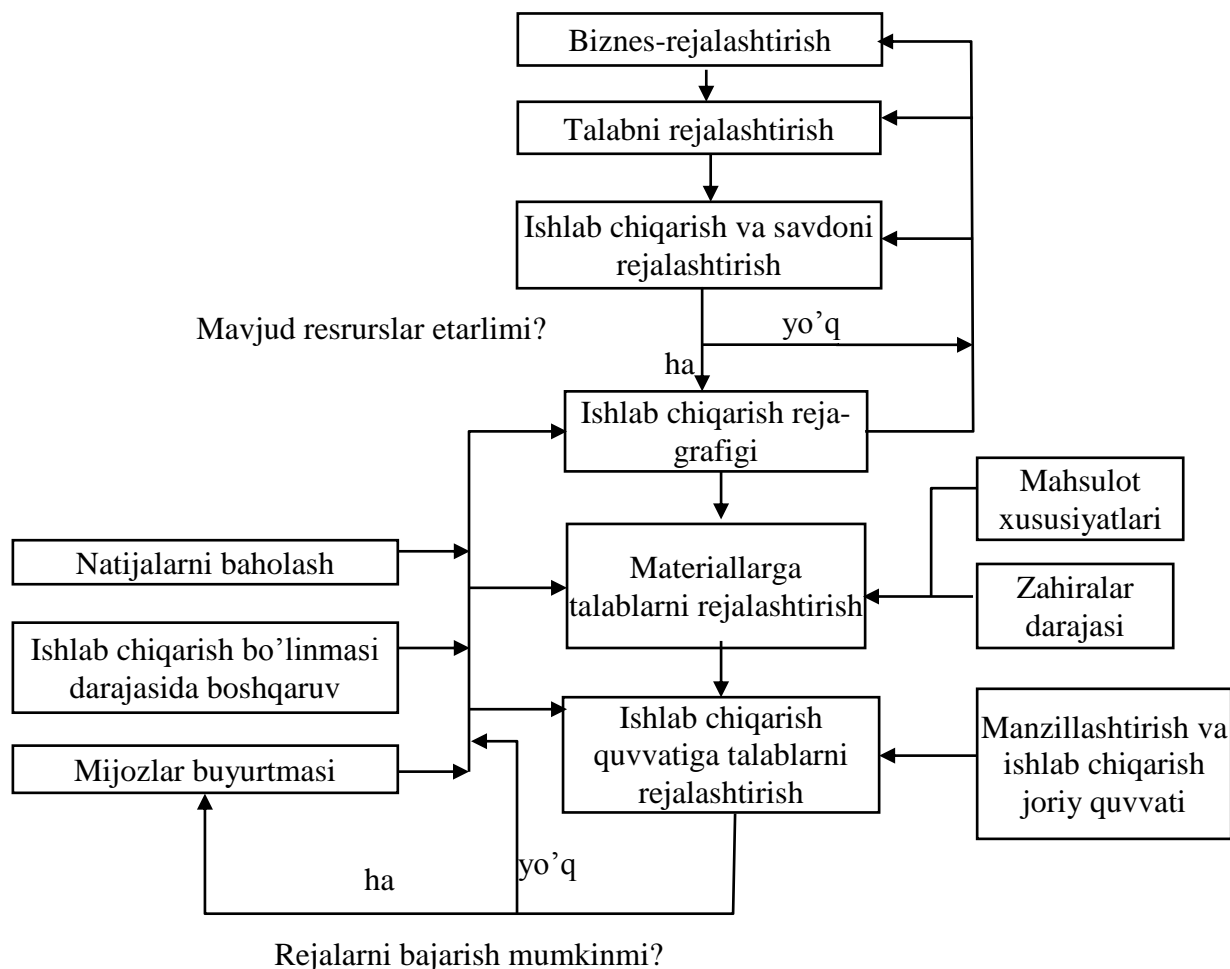 Biznes-rejalashtirish
Talabni rejalashtirish
Ishlab chiqarish va savdoni
rejalashtirish
Mavjud resrurslar etarlimi?
yo’q
ha
Ishlab chiqarish reja-
grafigi
Mahsulot
xususiyatlari
Natijalarni baholash
Materiallarga
talablarni rejalashtirish
Zahiralar
darajasi
Ishlab chiqarish bo’linmasi
darajasida boshqaruv
Ishlab chiqarish
quvvatiga talablarni
rejalashtirish
Manzillashtirish va
ishlab chiqarish
joriy quvvati
Mijozlar buyurtmasi
yo’q
ha
Rejalarni bajarish mumkinmi?